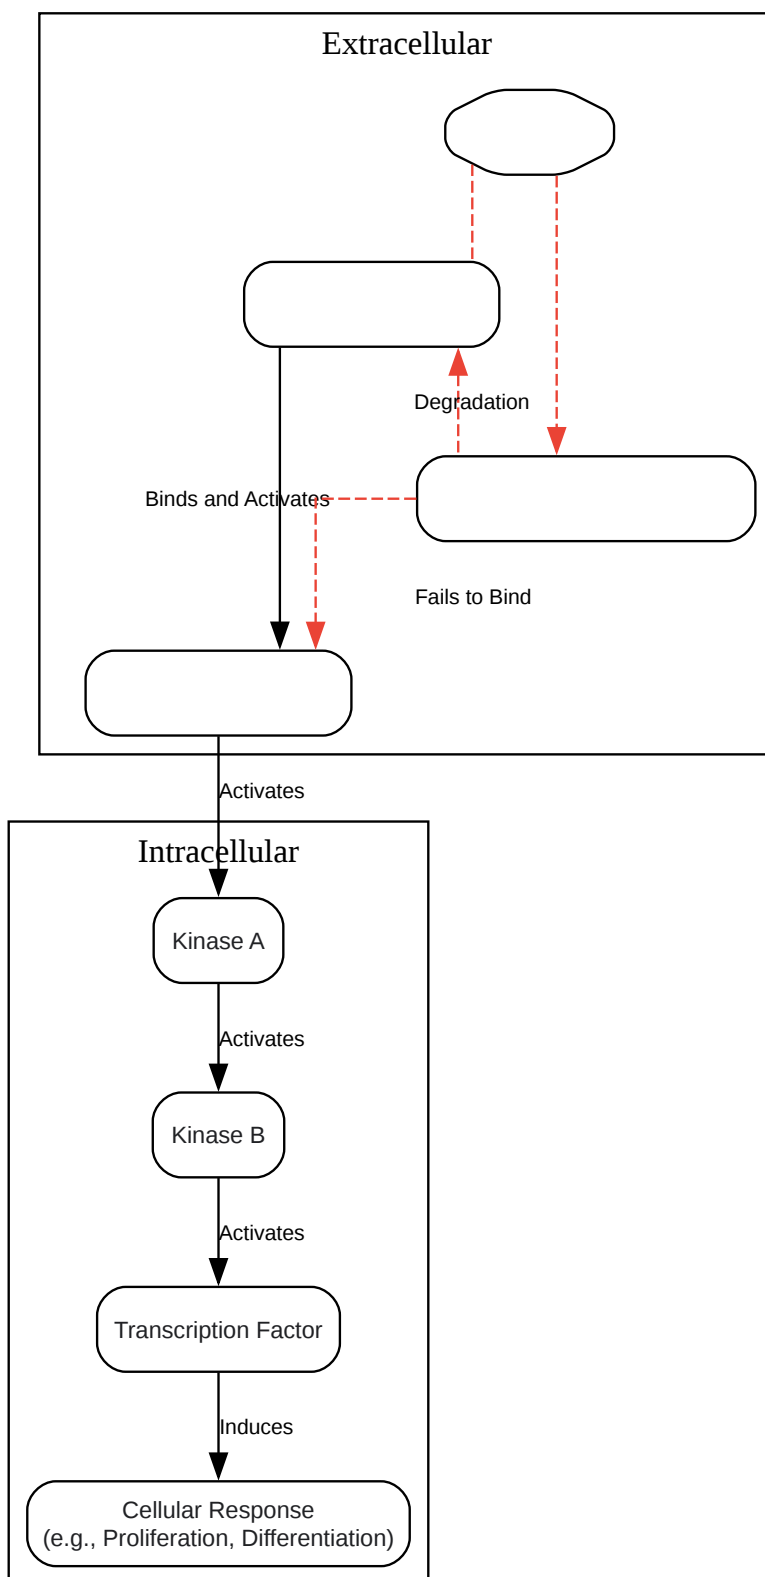 Extracellular
Degradation
Binds and Activates
Fails to Bind
Activates
Intracellular
Kinase A
Activates
Kinase B
Activates
Transcription Factor
Induces
Cellular Response
(e.g., Proliferation, Differentiation)